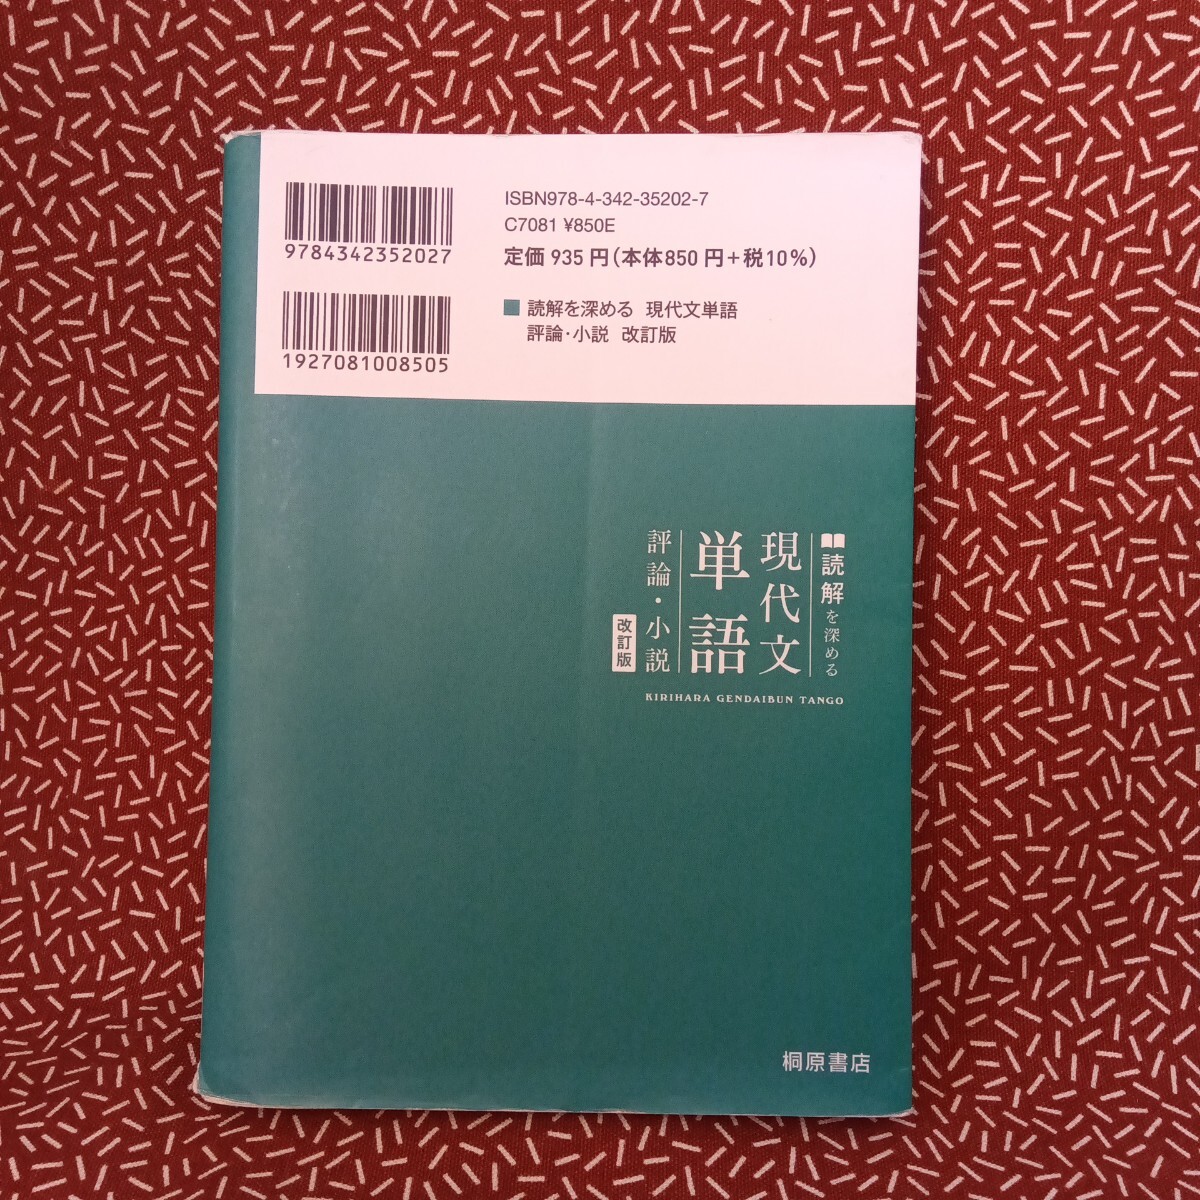 9784342352027
1927081008505
ISBN978-4-342-35202-7
C7081 ¥850E
定価 935 円(本体850 円+税10%)
読解を深める 現代文単語
評論・小説 改訂版
読解を深める
現代文
単語
評論・小説
改訂版
KIRIHARA GENDAIBUN TANGO
桐原書店